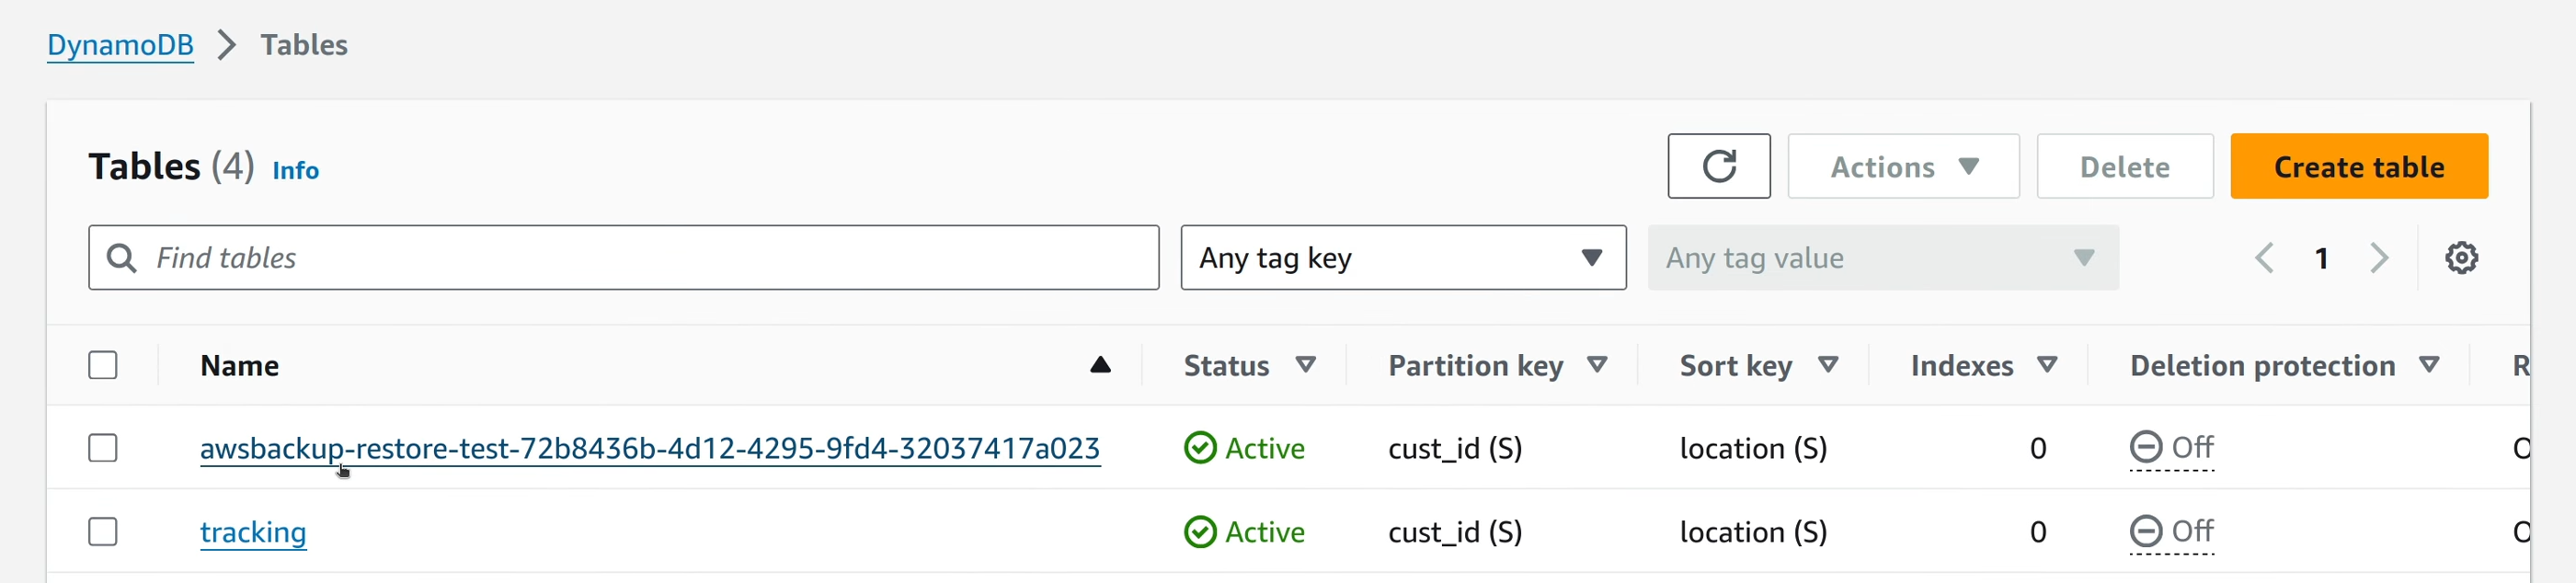 DynamoDB > Tables
Tables (4) Info
Actions Delete Create table
Find tables Any tag key Any tag value 1
Name Status Partition key Sort key Indexes Deletion protection
awsbackup-restore-test-72b8436b-4d12-4295-9fd4-32037417a023 Active cust_id (S) location (S) 0 Off
tracking Active cust_id (S) location (S) 0 Off